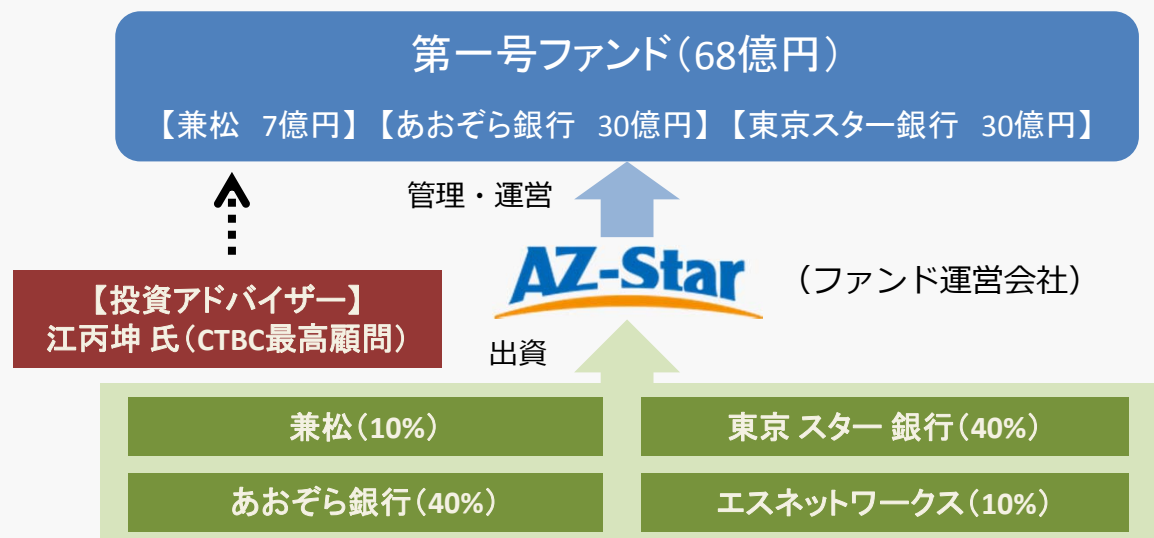 第一号ファンド（68億円）
【兼松 7億円】【あおぞら銀行 30億円】【東京スター銀行 30億円】
管理・運営
AZ-Star
（ファンド運営会社）
【投資アドバイザー】
江丙坤 氏（CTBC最高顧問）
出資
兼松（10%）
東京 スター 銀行（40%）
あおぞら銀行（40%）
エスネットワークス（10%）